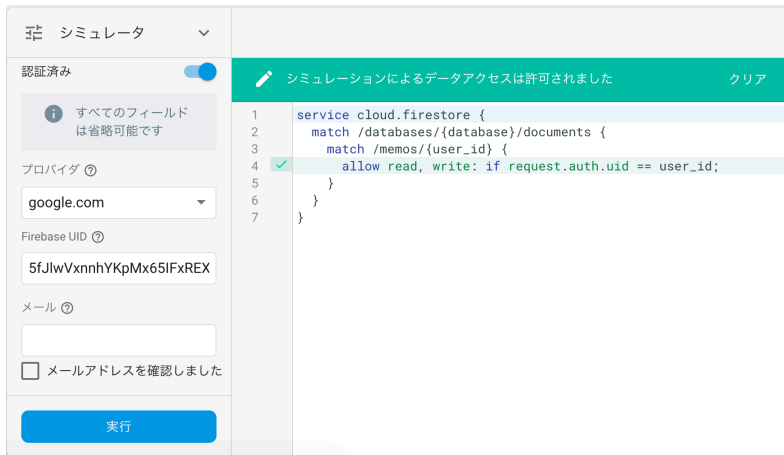 シミュレータ
認証済み
すべてのフィールド
は省略可能です
プロバイダ
google.com
Firebase UID
5fJlwVxnnhYKpMx65IFxREX
メール
メールアドレスを確認しました
実行
シミュレーションによるデータアクセスは許可されました クリア
1 service cloud.firestore {
2 match /databases/{database}/documents {
3 match /memos/{user_id} {
4 allow read, write: if request.auth.uid == user_id;
5 }
6 }
7 }